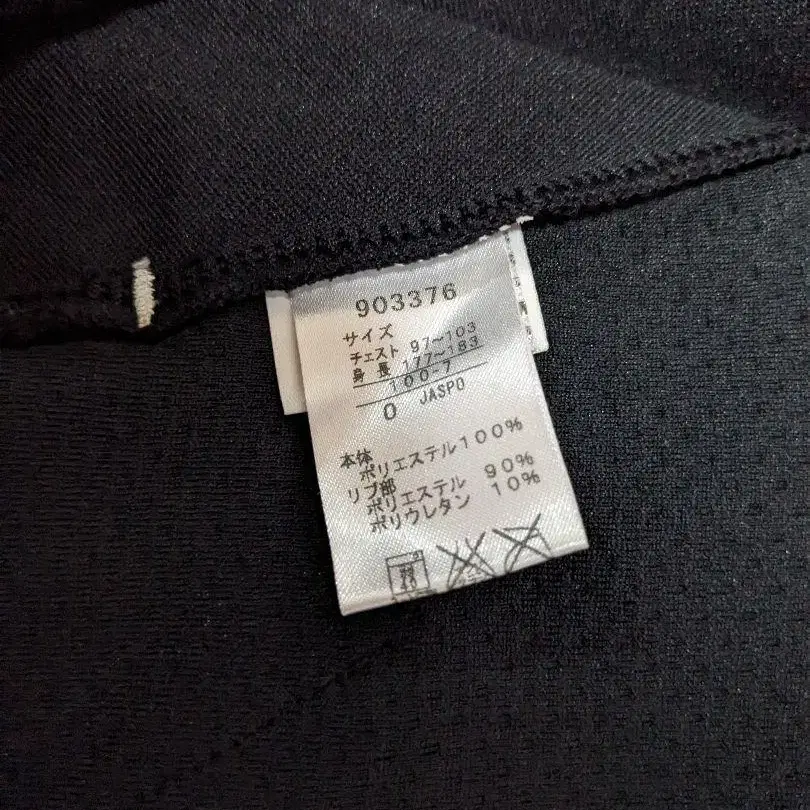 903376
サイズ
チェスト 97~103
身長 177~183
100-7
O JASPO
本体
ポリエステル100%
リブ部
ポリエステル 90%
ポリウレタン 10%